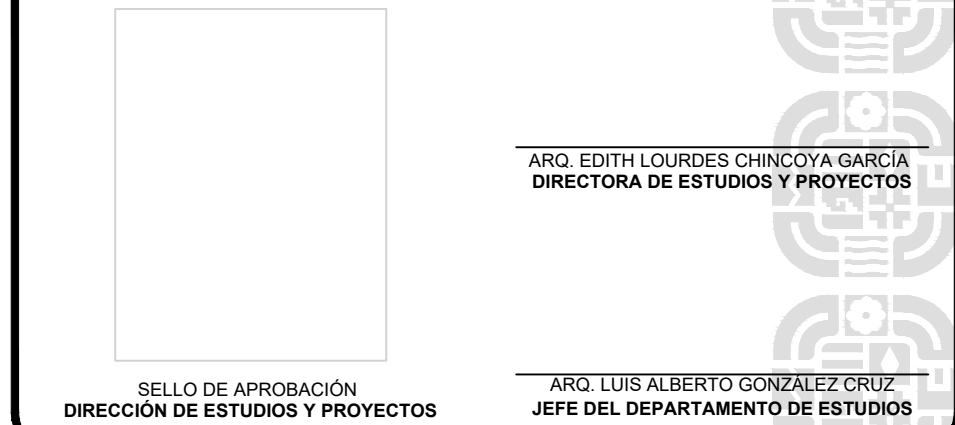 ARQ. EDITH LOURDES CHINCOYA GARCÍA
DIRECTORA DE ESTUDIOS Y PROYECTOS
SELLO DE APROBACIÓN
DIRECCIÓN DE ESTUDIOS Y PROYECTOS
ARQ. LUIS ALBERTO GONZÁLEZ CRUZ
JEFE DEL DEPARTAMENTO DE ESTUDIOS